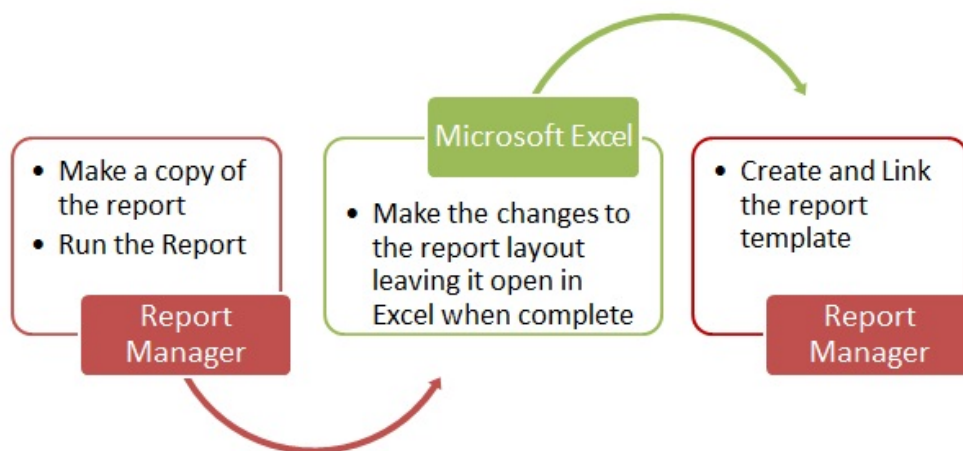 • Make a copy of
the report
• Run the Report
Report
Manager
Microsoft Excel
• Make the changes to
the report layout
leaving it open in
Excel when complete
• Create and Link
the report
template
Report
Manager